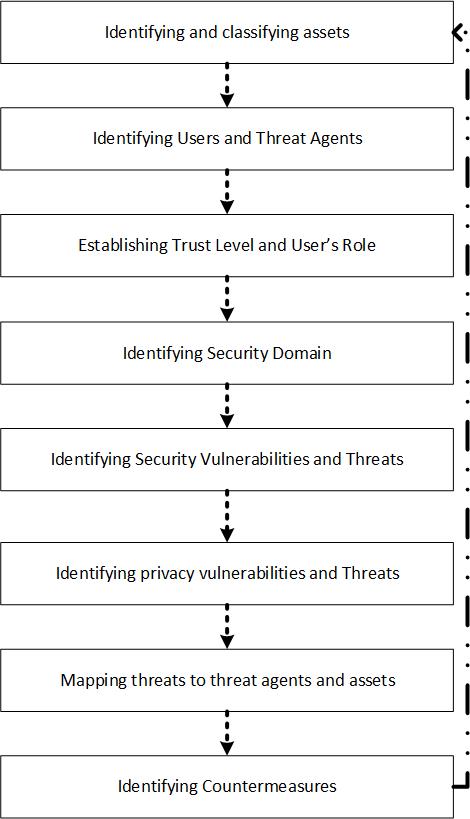 Identifying and classifying assets
Identifying Users and Threat Agents
Establishing Trust Level and User’s Role
Identifying Security Domain
Identifying Security Vulnerabilities and Threats
Identifying privacy vulnerabilities and Threats
Mapping threats to threat agents and assets
Identifying Countermeasures